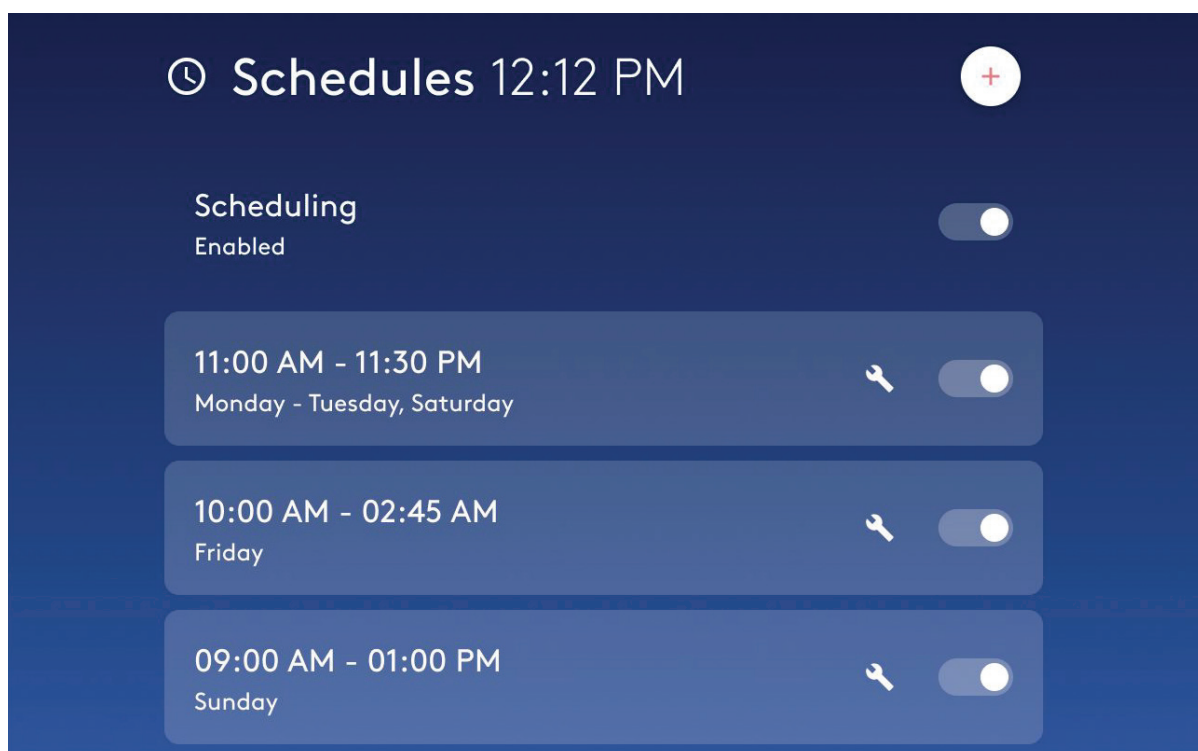 Schedules 12:12 PM
Scheduling
Enabled
11:00 AM - 11:30 PM
Monday - Tuesday, Saturday
10:00 AM - 02:45 AM
Friday
09:00 AM - 01:00 PM
Sunday